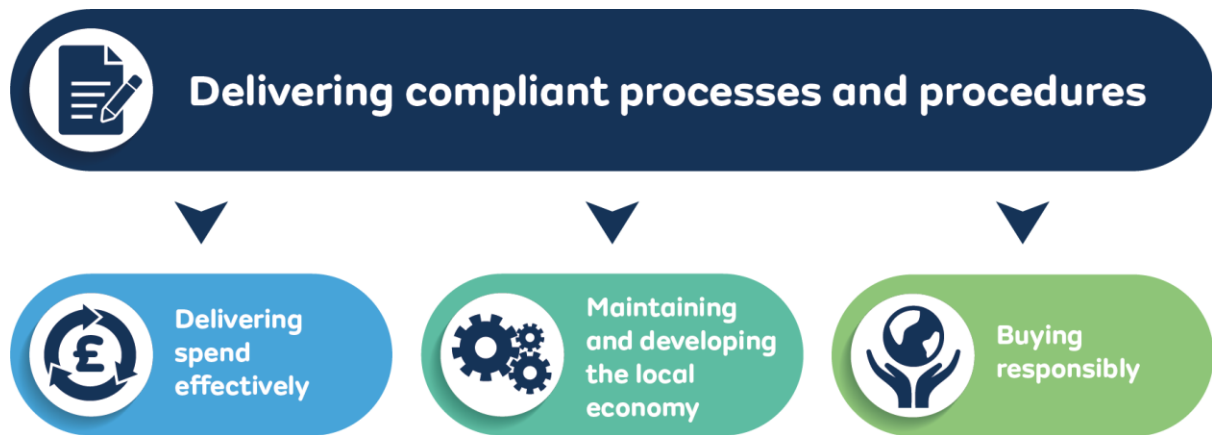 Delivering compliant processes and procedures
£
Delivering
spend
effectively
Maintaining
and developing
the local
economy
Buying
responsibly